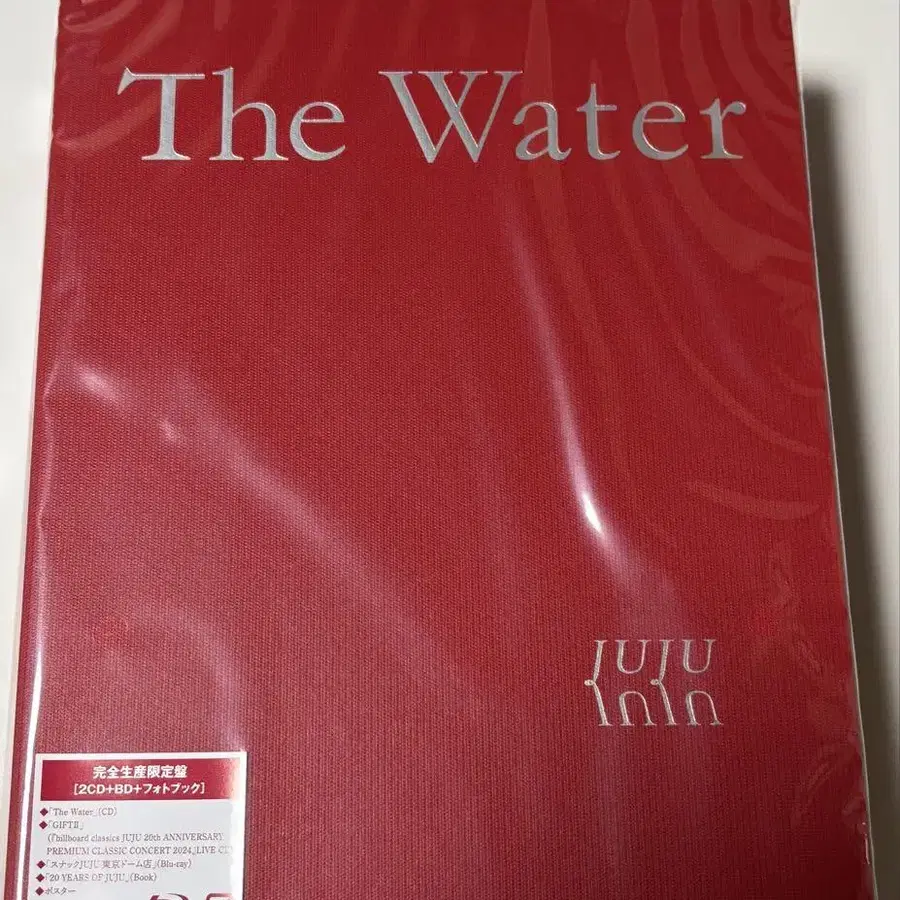 The Water
JUJU
完全生産限定盤
[2CD+BD+フォトブック]
◆「The Water」(CD)
◆「GIFTⅡ」
(『billboard classics JUJU 20th ANNIVERSARY
PREMIUM CLASSIC CONCERT 2024』LIVE CD
◆「スナックJUJU 東京ドーム店」(Blu-ray)
◆「20 YEARS OF JUJU」(Book)
◆ポスター